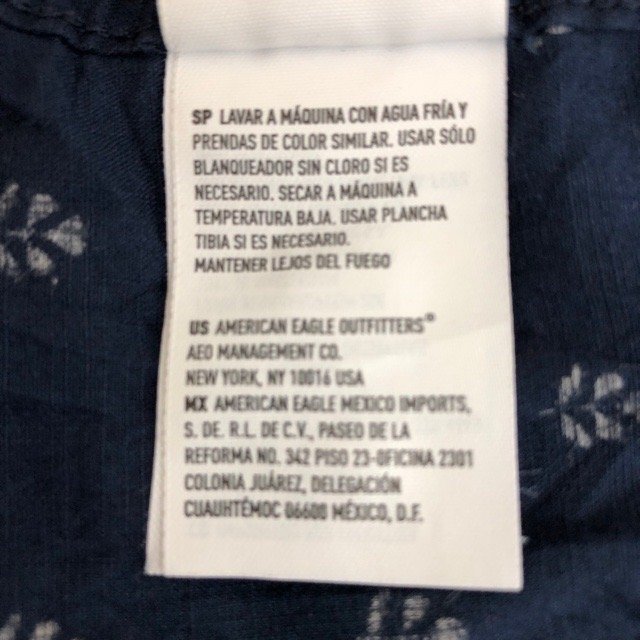 SP LAVAR A MÁQUINA CON AGUA FRÍA Y
PRENDAS DE COLOR SIMILAR. USAR SÓLO
BLANQUEADOR SIN CLORO SI ES
NECESARIO. SECAR A MÁQUINA A
TEMPERATURA BAJA. USAR PLANCHA
TIBIA SI ES NECESARIO.
MANTENER LEJOS DEL FUEGO
US AMERICAN EAGLE OUTFITTERS®
AEO MANAGEMENT CO.
NEW YORK, NY 10016 USA
MX AMERICAN EAGLE MEXICO IMPORTS,
S. DE. R.L. DE C.V., PASEO DE LA
REFORMA NO. 342 PISO 23-OFICINA 2301
COLONIA JUÁREZ, DELEGACIÓN
CUAUHTÉMOC 06600 MÉXICO, D.F.